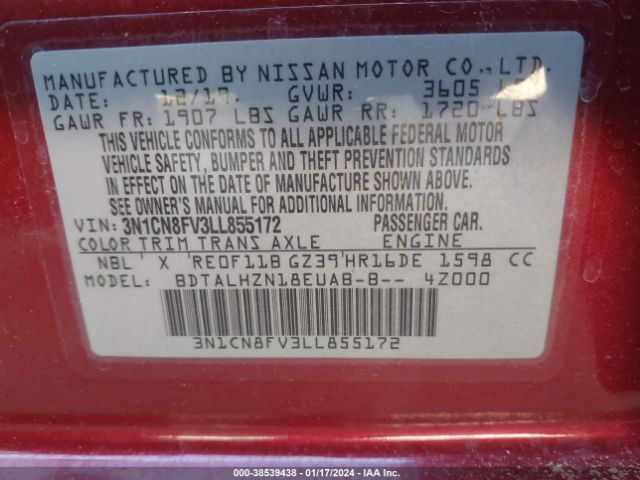 MANUFACTURED BY NISSAN MOTOR CO., LTD.
DATE: 12/19. GVWR: 3605
GAWR FR: 1907 LBS GAWR RR: 1720 LBS
THIS VEHICLE CONFORMS TO ALL APPLICABLE FEDERAL MOTOR
VEHICLE SAFETY, BUMPER AND THEFT PREVENTION STANDARDS
IN EFFECT ON THE DATE OF MANUFACTURE SHOWN ABOVE.
SEE OWNER'S MANUAL FOR ADDITIONAL INFORMATION.
VIN: 3N1CN8FV3LL855172 PASSENGER CAR.
COLOR TRIM TRANS AXLE ENGINE
NBL X RE0F11B GZ39 HR16DE 1598 CC
MODEL: BDTALHZN18EUAB-B-- 4Z000
3N1CN8FV3LL855172
000-38539438 - 01/17/2024 - IAA Inc.